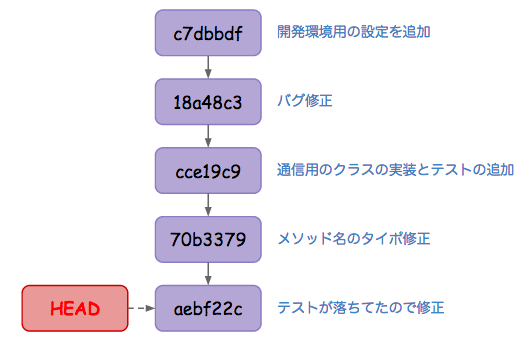 c7dbbdf 開発環境用の設定を追加
18a48c3 バグ修正
cce19c9 通信用のクラスの実装とテストの追加
70b3379 メソッド名のタイポ修正
HEAD aebf22c テストが落ちてたので修正